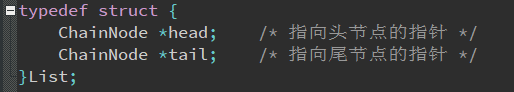 typedef struct {
    ChainNode *head;    /* 指向头节点的指针 */
    ChainNode *tail;    /* 指向尾节点的指针 */
}List;